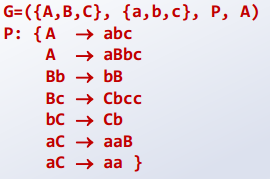 G=({A,B,C}, {a,b,c}, P, A)
P: {A → abc
A → aBbc
Bb → bB
Bc → Cbcc
bC → Cb
aC → aaB
aC → aa }